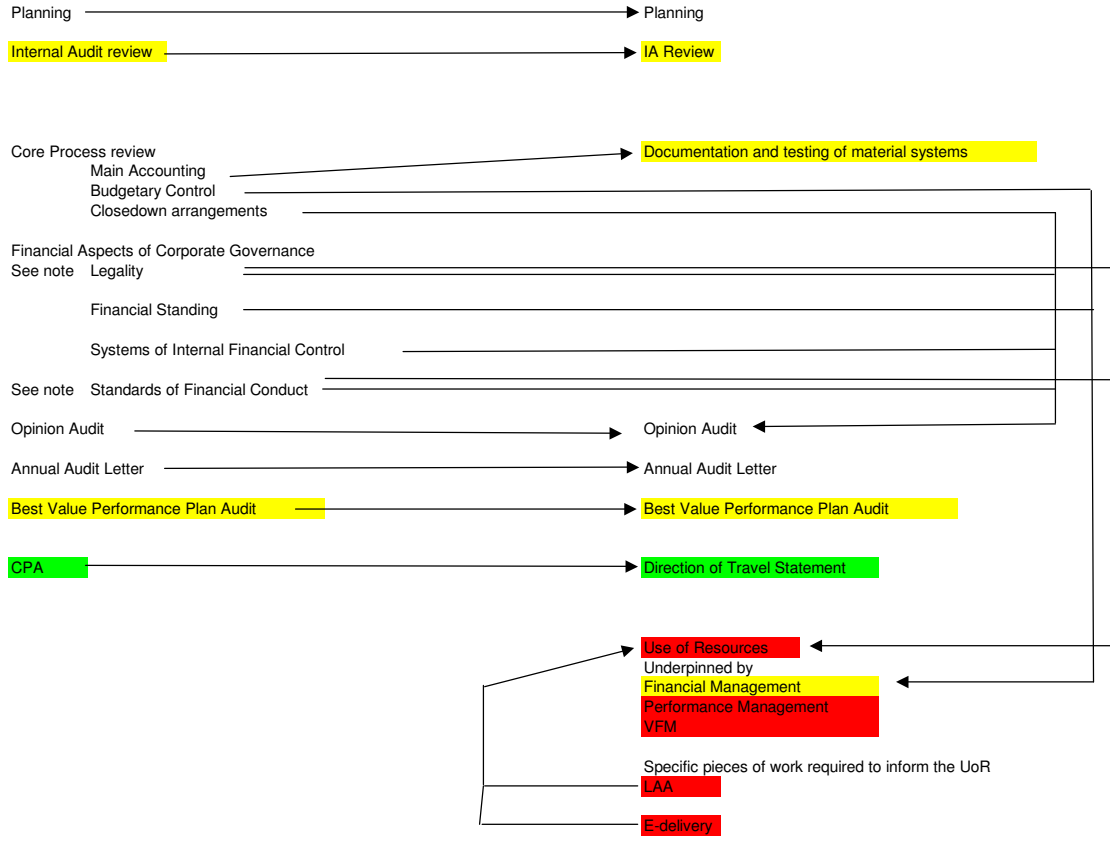 Planning Planning
Internal Audit review IA Review
Core Process review Documentation and testing of material systems
Main Accounting
Budgetary Control
Closedown arrangements
Financial Aspects of Corporate Governance
See note Legality
Financial Standing
Systems of Internal Financial Control
See note Standards of Financial Conduct
Opinion Audit Opinion Audit
Annual Audit Letter Annual Audit Letter
Best Value Performance Plan Audit Best Value Performance Plan Audit
CPA Direction of Travel Statement
Use of Resources
Underpinned by
Financial Management
Performance Management
VFM
Specific pieces of work required to inform the UoR
LAA
E-delivery